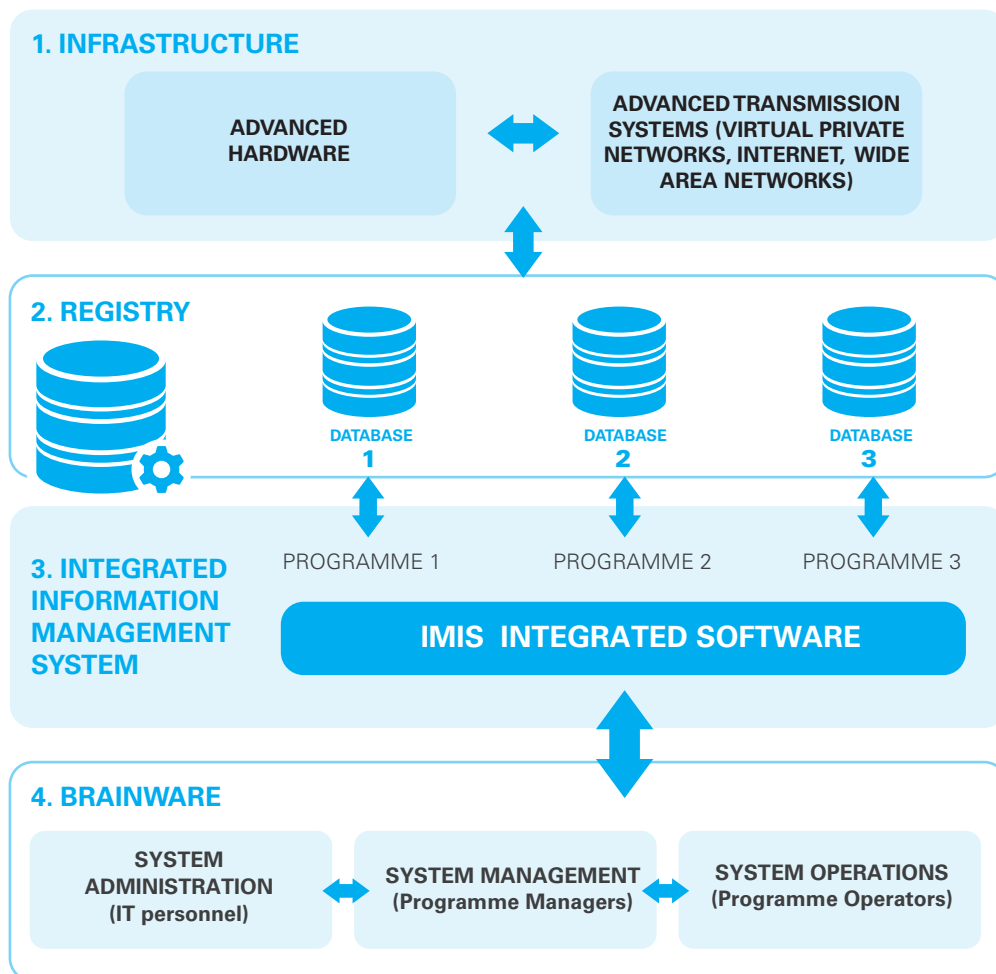 1. INFRASTRUCTURE
ADVANCED
HARDWARE
ADVANCED TRANSMISSION
SYSTEMS (VIRTUAL PRIVATE
NETWORKS, INTERNET, WIDE
AREA NETWORKS)
2. REGISTRY
DATABASE
1
DATABASE
2
DATABASE
3
3. INTEGRATED
INFORMATION
MANAGEMENT
SYSTEM
PROGRAMME 1
PROGRAMME 2
PROGRAMME 3
IMIS INTEGRATED SOFTWARE
4. BRAINWARE
SYSTEM
ADMINISTRATION
(IT personnel)
SYSTEM MANAGEMENT
(Programme Managers)
SYSTEM OPERATIONS
(Programme Operators)